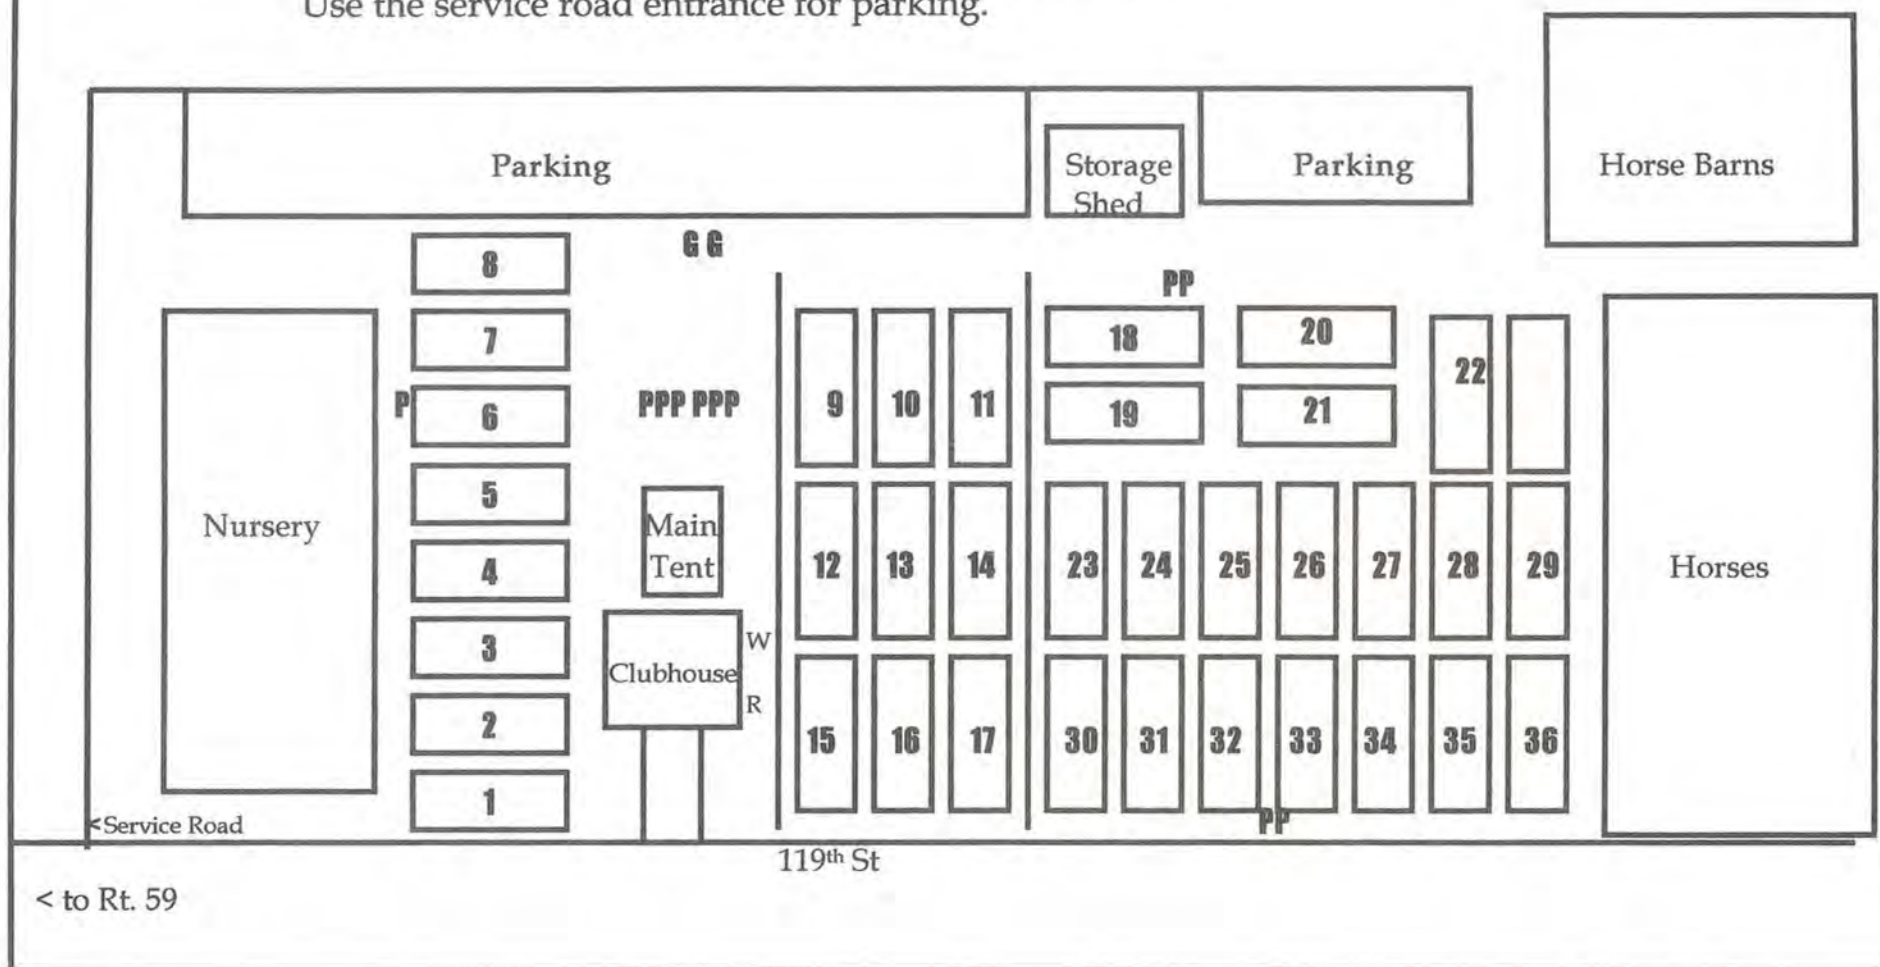 Use the service road entrance for parking.
Parking
Storage
Shed
Parking
Horse Barns
G G
8
PP
7
18
20
22
P
6
PPP PPP
9
10
11
19
21
5
Nursery
Main
Tent
4
12
13
14
23
24
25
26
27
28
29
Horses
3
W
Clubhouse
R
2
15
16
17
30
31
32
33
34
35
36
1
<Service Road
PP
119th St
< to Rt. 59